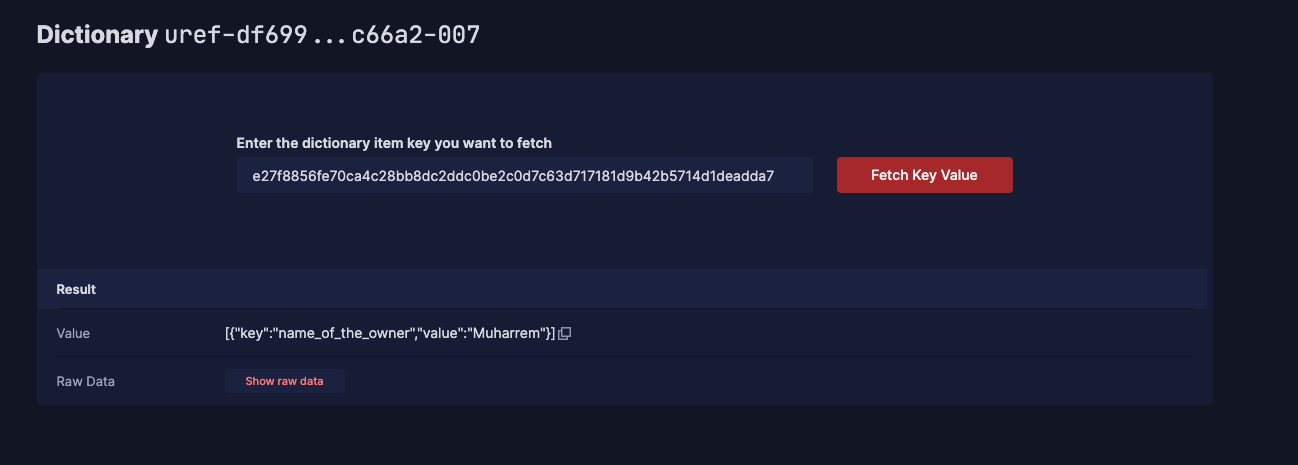 Dictionary uref-df699...c66a2-007
Enter the dictionary item key you want to fetch
e27f8856fe70ca4c28bb8dc2ddc0be2c0d7c63d717181d9b42b5714d1deadda7
Fetch Key Value
Result
Value [{"key":"name_of_the_owner","value":"Muharrem"}]
Raw Data Show raw data